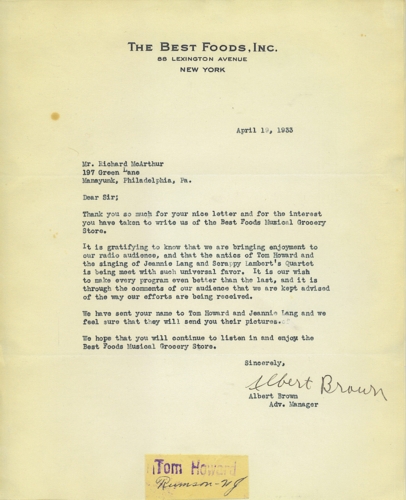 THE BEST FOODS, INC.
86 LEXINGTON AVENUE
NEW YORK
April 19, 1933
Mr. Richard McArthur
197 Green Lane
Manayunk, Philadelphia, Pa.
Dear Sir;
Thank you so much for your nice letter and for the interest
you have taken to write us of the Best Foods Musical Grocery
Store.
It is gratifying to know that we are bringing enjoyment to
our radio audience, and that the antics of Tom Howard and
the singing of Jeannie Lang and Scrappy Lambert's Quartet
is being met with such universal favor. It is our wish
to make every program even better than the last, and it is
through the comments of our audience that we are kept advised
of the way our efforts are being received.
We have sent your name to Tom Howard and Jeannie Lang and we
feel sure that they will send you their pictures.
We hope that you will continue to listen in and enjoy the
Best Foods Musical Grocery Store.
Sincerely,
Albert Brown
Albert Brown
Adv. Manager
Tom Howard
Rumson-NJ